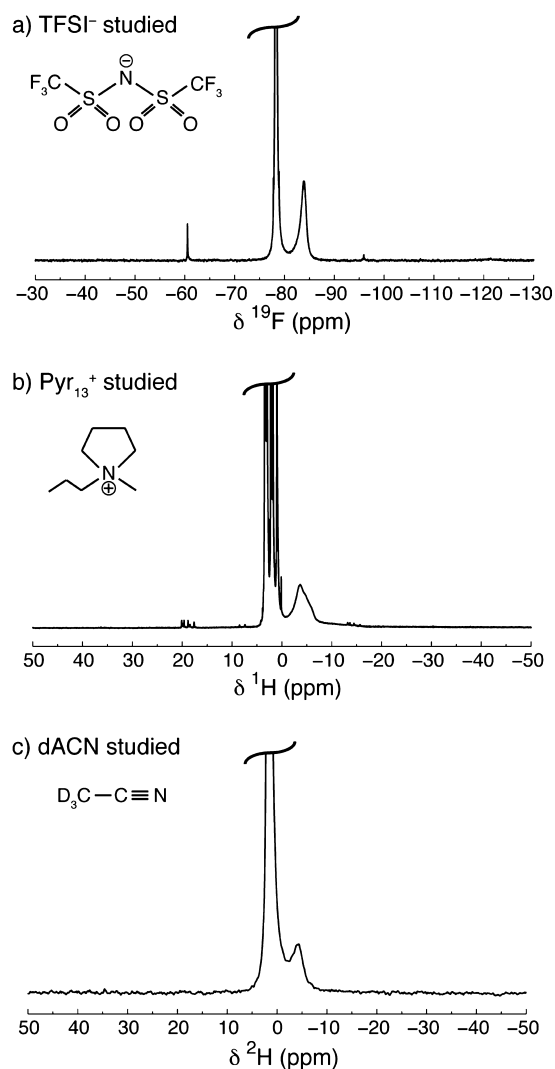 a) TFSI⁻ studied
⊖
F₃C N CF₃
S S
O O O O
−30 −40 −50 −60 −70 −80 −90 −100 −110 −120 −130
δ ¹⁹F (ppm)
b) Pyr₁₃⁺ studied
N
⊕
50 40 30 20 10 0 −10 −20 −30 −40 −50
δ ¹H (ppm)
c) dACN studied
D₃C — C ≡ N
50 40 30 20 10 0 −10 −20 −30 −40 −50
δ ²H (ppm)